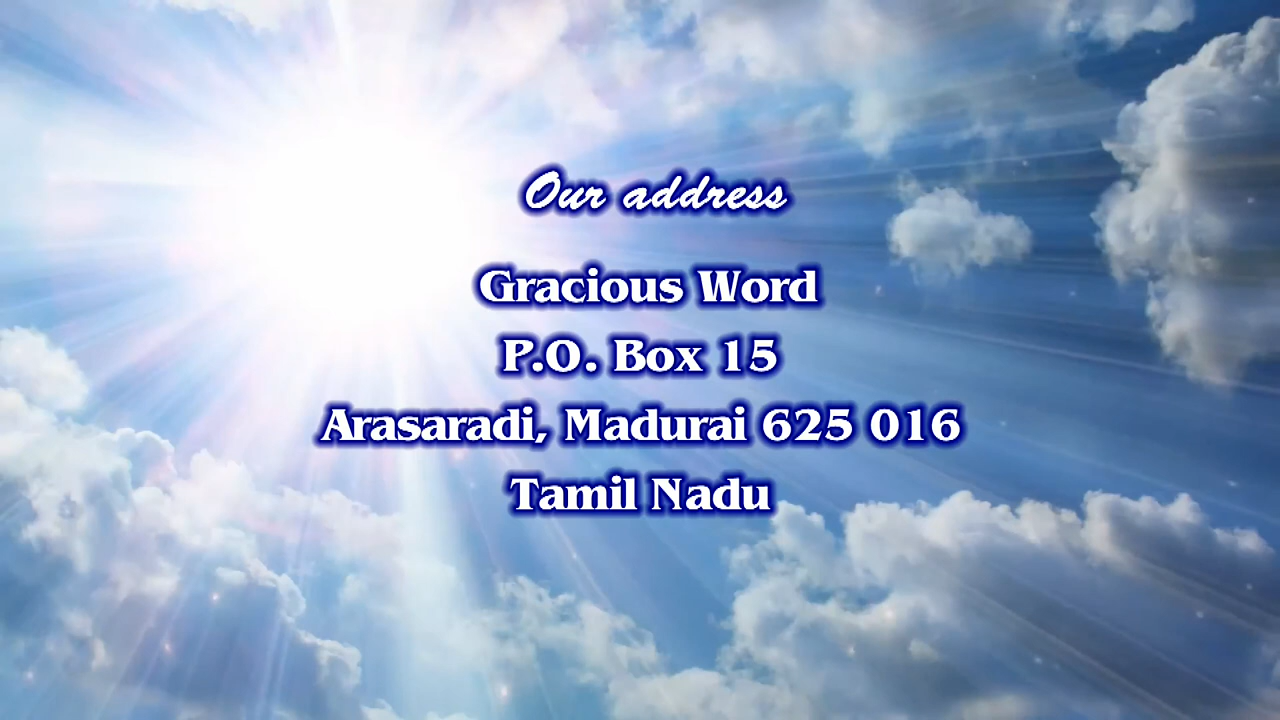 Our address
Gracious Word
P.O. Box 15
Arasaradi, Madurai 625 016
Tamil Nadu